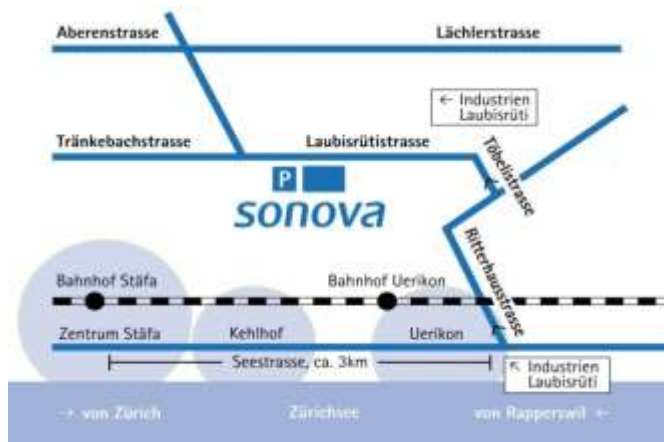 Aberenstrasse
Lächlerstrasse
← Industrien
Laubisrüti
Tränkebachstrasse
Laubisrütistrasse
Töbelistrasse
P
sonova
Ritterhausstrasse
Bahnhof Stäfa
Bahnhof Uerikon
Zentrum Stäfa
Kehlhof
Uerikon
Seestrasse, ca. 3km
↖ Industrien
Laubisrüti
→ von Zürich
Zürichsee
von Rapperswil ←